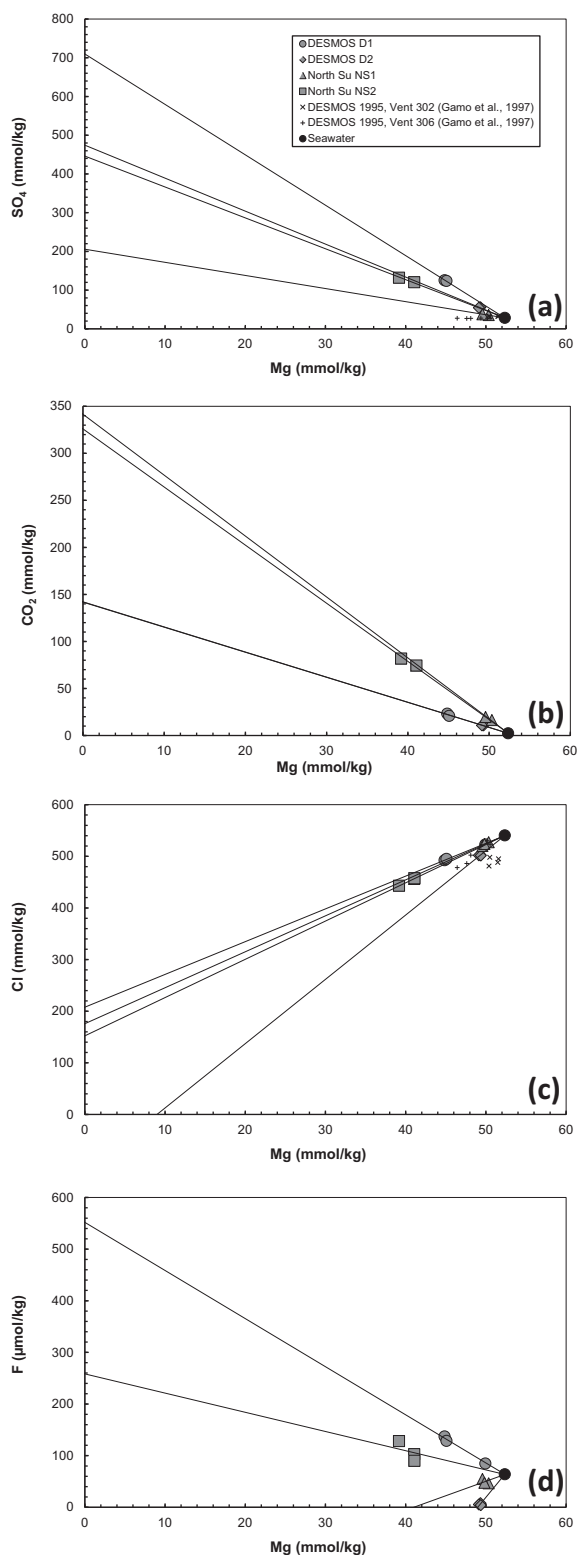 800
700
600
500
400
300
200
100
0
SO4 (mmol/kg)
DESMOS D1
DESMOS D2
North Su NS1
North Su NS2
DESMOS 1995, Vent 302 (Gamo et al., 1997)
DESMOS 1995, Vent 306 (Gamo et al., 1997)
Seawater
(a)
0 10 20 30 40 50 60
Mg (mmol/kg)
350
300
250
200
150
100
50
0
CO2 (mmol/kg)
(b)
0 10 20 30 40 50 60
Mg (mmol/kg)
600
500
400
300
200
100
0
Cl (mmol/kg)
(c)
0 10 20 30 40 50 60
Mg (mmol/kg)
600
500
400
300
200
100
0
F (μmol/kg)
(d)
0 10 20 30 40 50 60
Mg (mmol/kg)